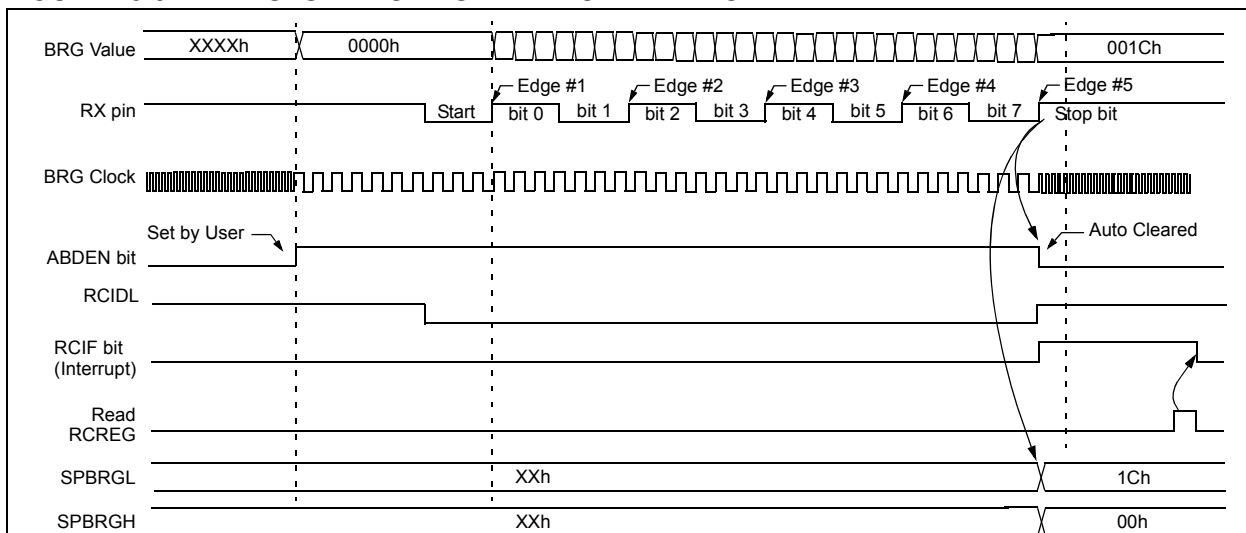 BRG Value XXXXh 0000h 001Ch
Edge #1 Edge #2 Edge #3 Edge #4 Edge #5
RX pin Start bit 0 bit 1 bit 2 bit 3 bit 4 bit 5 bit 6 bit 7 Stop bit
BRG Clock
Set by User Auto Cleared
ABDEN bit
RCIDL
RCIF bit
(Interrupt)
Read
RCREG
SPBRGL XXh 1Ch
SPBRGH XXh 00h